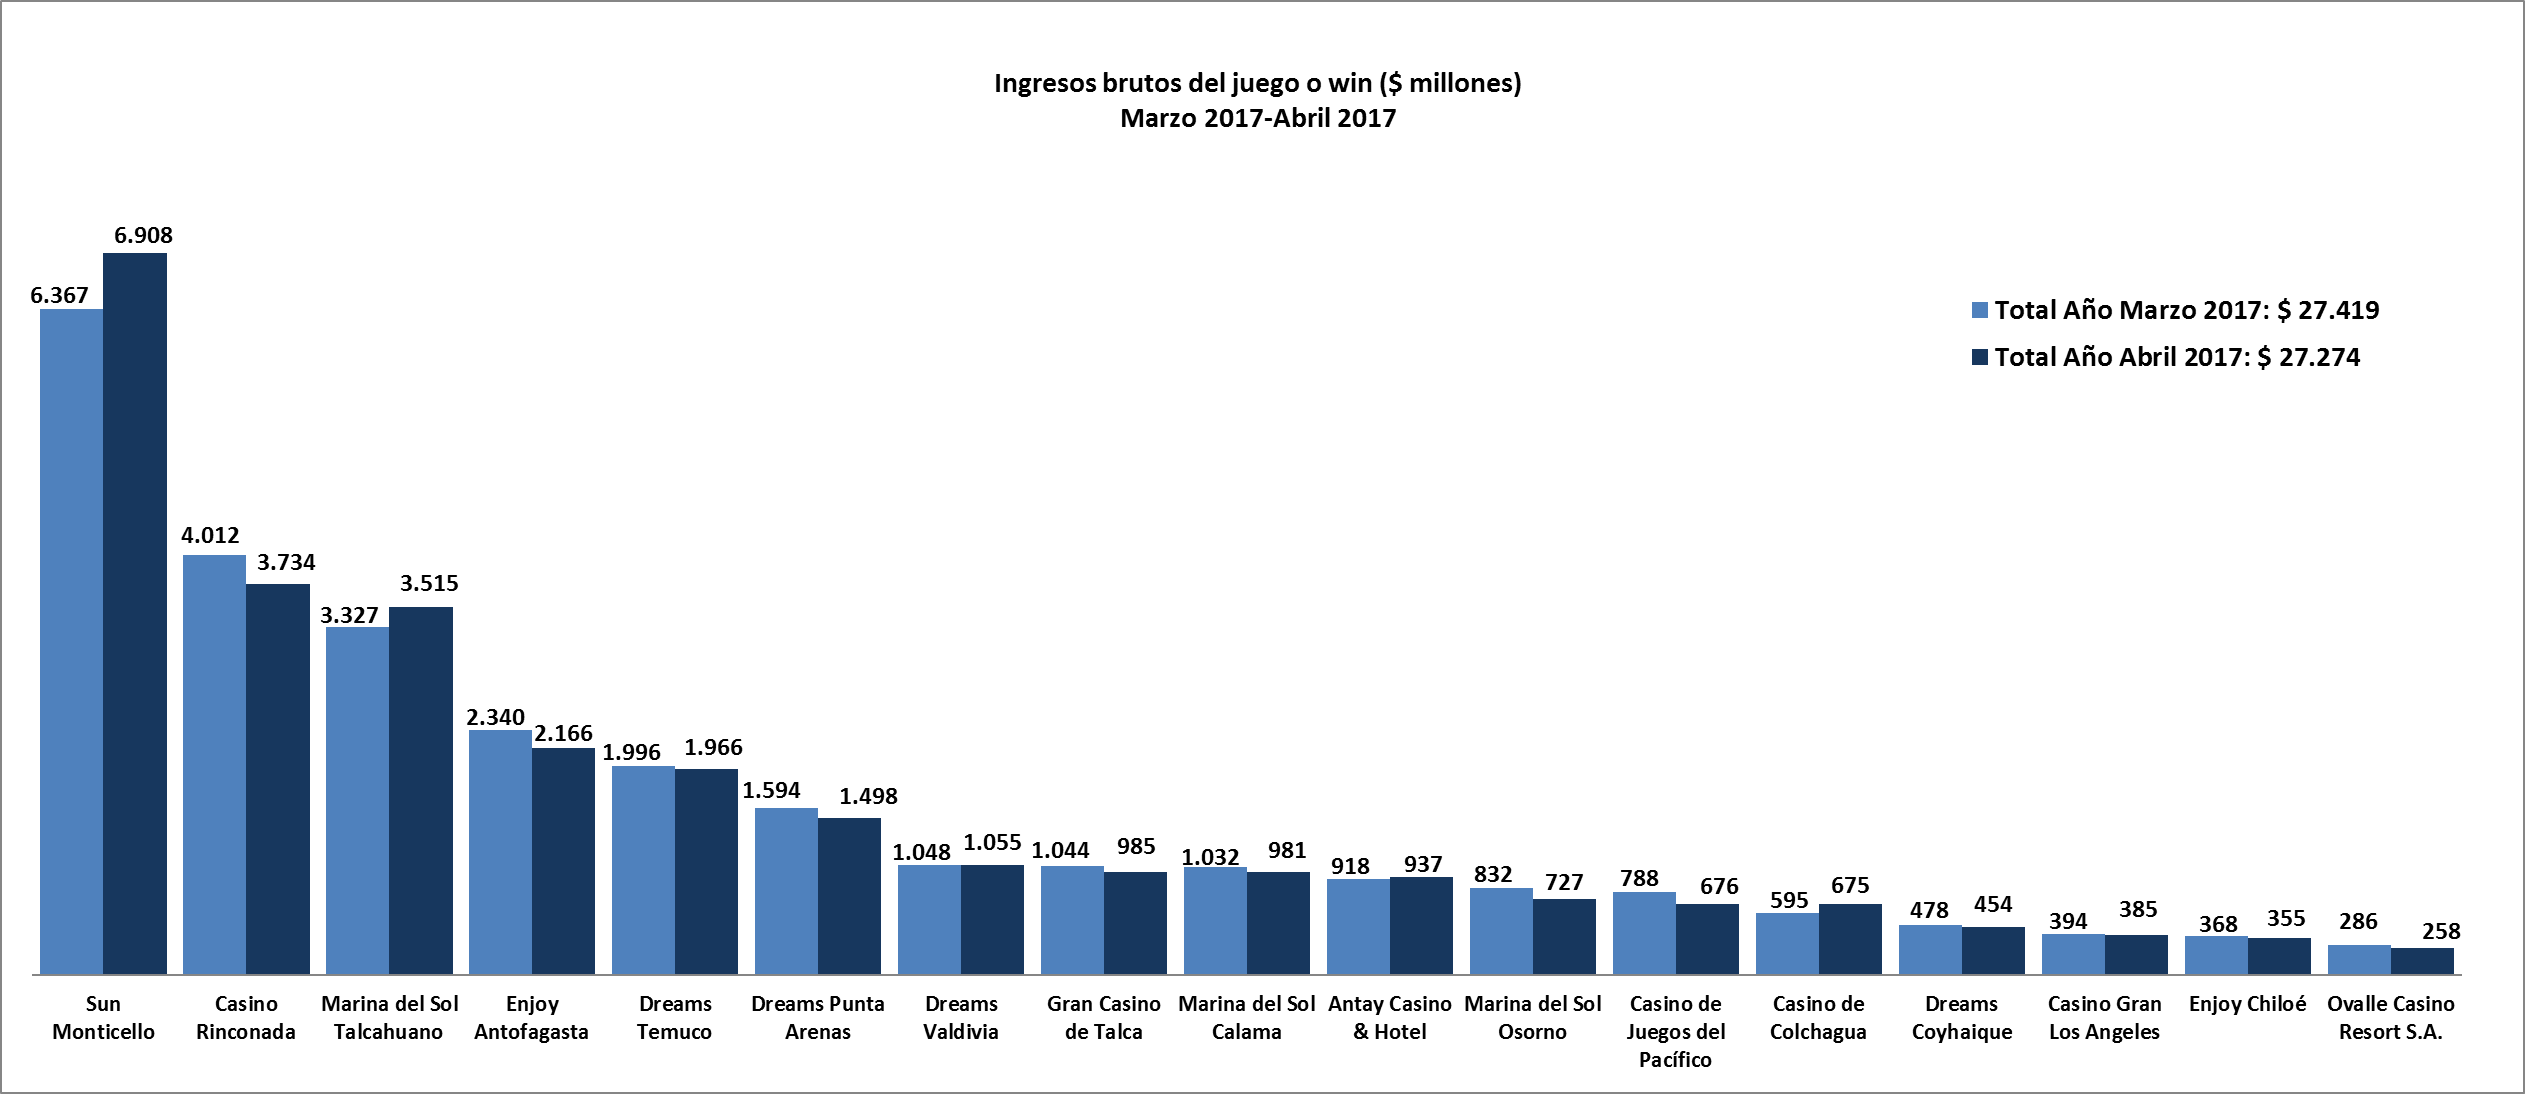 Ingresos brutos del juego o win ($ millones)
Marzo 2017-Abril 2017
Total Año Marzo 2017: $ 27.419
Total Año Abril 2017: $ 27.274
6.367
6.908
4.012
3.734
3.327
3.515
2.340
2.166
1.996
1.966
1.594
1.498
1.048
1.055
1.044
985
1.032
981
918
937
832
727
788
676
595
675
478
454
394
385
368
355
286
258
Sun
Monticello
Casino
Rinconada
Marina del Sol
Talcahuano
Enjoy
Antofagasta
Dreams
Temuco
Dreams Punta
Arenas
Dreams
Valdivia
Gran Casino
de Talca
Marina del Sol
Calama
Antay Casino
& Hotel
Marina del Sol
Osorno
Casino de
Juegos del
Pacífico
Casino de
Colchagua
Dreams
Coyhaique
Casino Gran
Los Angeles
Enjoy Chiloé
Ovalle Casino
Resort S.A.